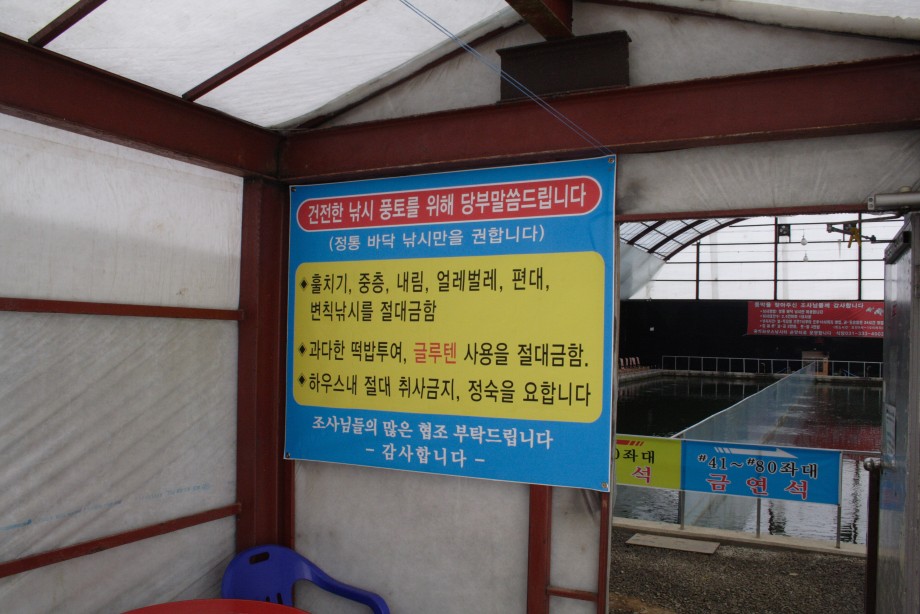 건전한 낚시 풍토를 위해 당부말씀드립니다
(정통 바닥 낚시만을 권합니다)
◆ 훌치기, 중층, 내림, 얼레벌레, 편대,
변칙낚시를 절대금함
◆ 과다한 떡밥투여, 글루텐 사용을 절대금함.
◆ 하우스내 절대 취사금지, 정숙을 요합니다
조사님들의 많은 협조 부탁드립니다
- 감사합니다 -
0좌대
석
#41~#80좌대
금연석